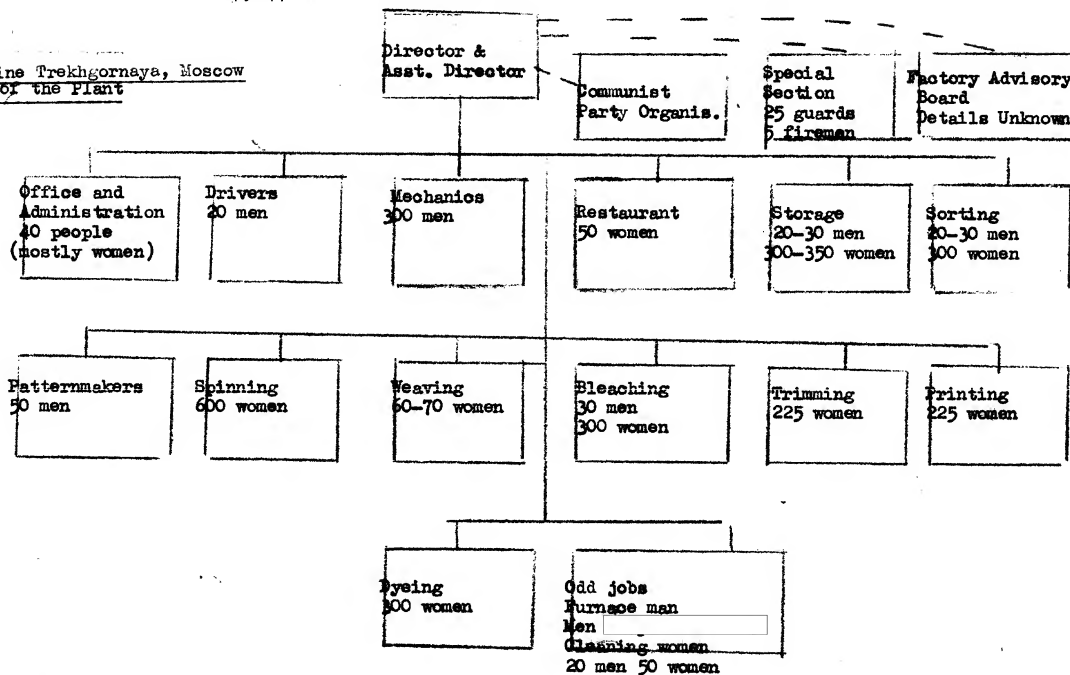 ine Trekhgornaya, Moscow
of the Plant
Director &
Asst. Director
Communist
Party Organis.
Special
Section
25 guards
5 fireman
Factory Advisory
Board
Details Unknown
Office and
Administration
40 people
(mostly women)
Drivers
20 men
Mechanics
300 men
Restaurant
50 women
Storage
20-30 men
300-350 women
Sorting
20-30 men
300 women
Patternmakers
50 men
Spinning
600 women
Weaving
60-70 women
Bleaching
30 men
300 women
Trimming
225 women
Printing
225 women
Dyeing
300 women
Odd jobs
Furnace man
Men
Cleaning women
20 men 50 women